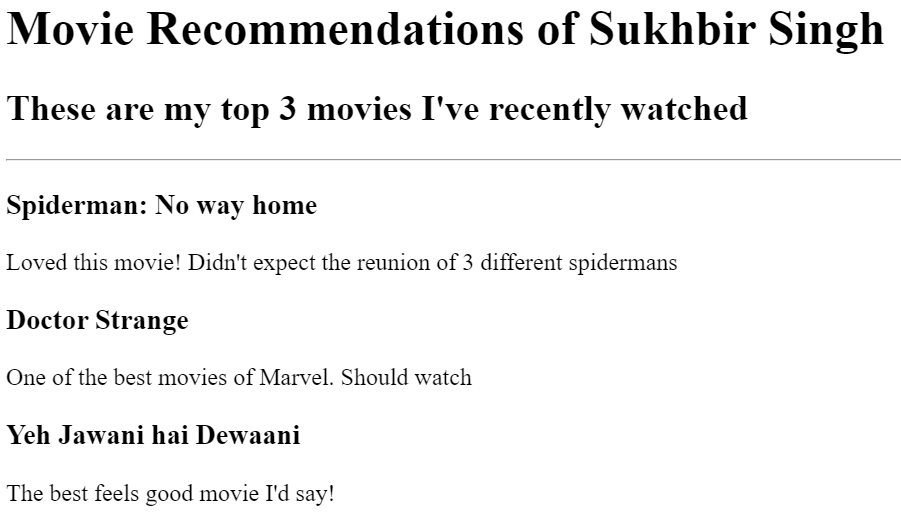 Movie Recommendations of Sukhbir Singh
These are my top 3 movies I've recently watched
Spiderman: No way home
Loved this movie! Didn't expect the reunion of 3 different spidermans
Doctor Strange
One of the best movies of Marvel. Should watch
Yeh Jawani hai Dewaani
The best feels good movie I'd say!